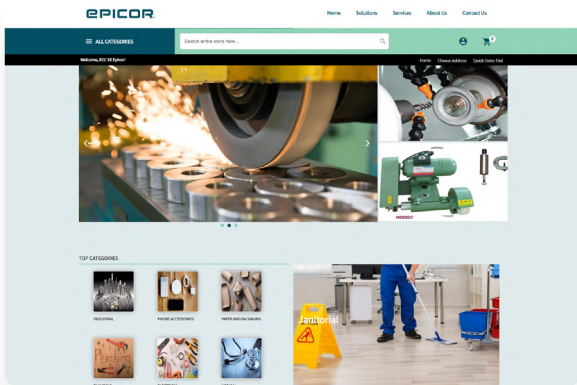 EPICOR
Home Solutions Services About Us Contact Us
ALL CATEGORIES
Search entire store here...
Welcome, ECC SE Epicor!
Home Choose Address Quick Order Pad
TOP CATEGORIES
INDUSTRIAL
PHONE ACCESSORIES
PAPER AND PACKAGING
Janitorial